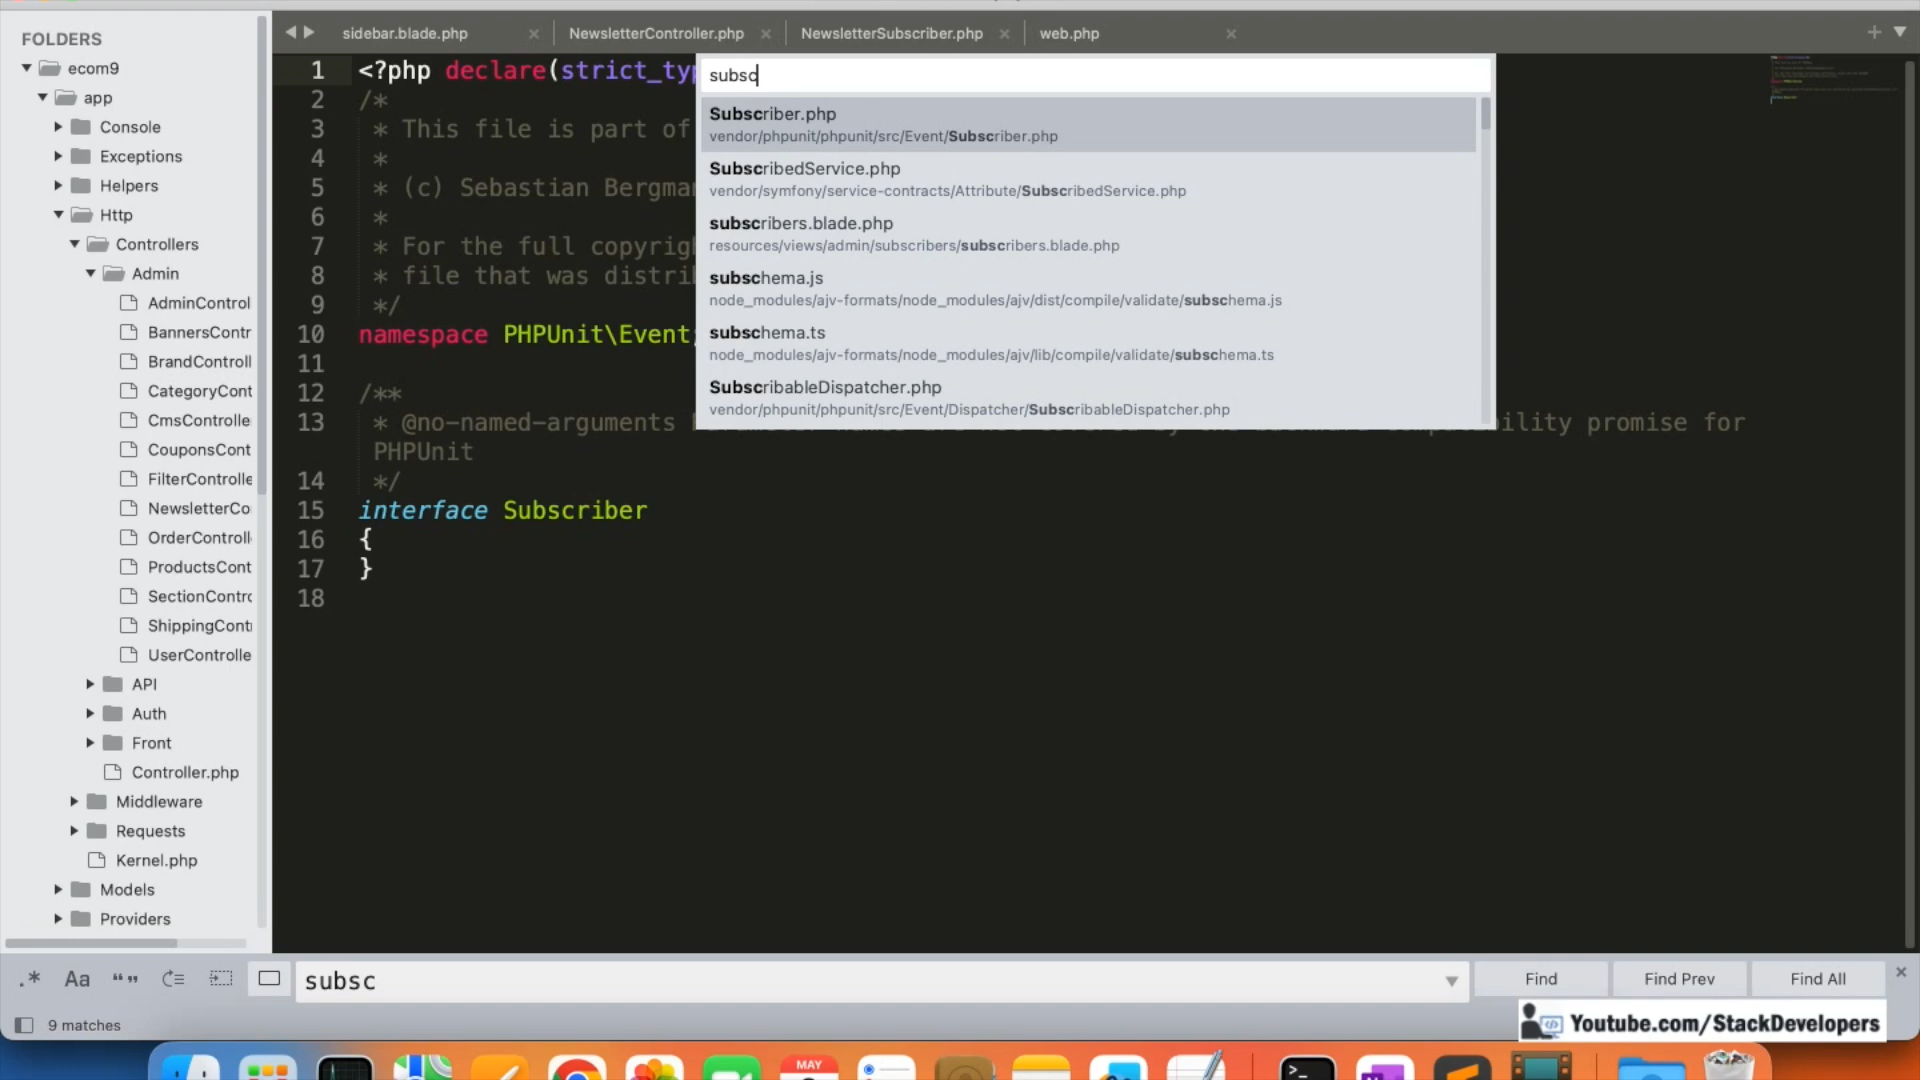 FOLDERS
ecom9
app
Console
Exceptions
Helpers
Http
Controllers
Admin
AdminControl
BannersContr
BrandControll
CategoryCont
CmsControlle
CouponsCont
FilterControlle
NewsletterCo
OrderControll
ProductsCont
SectionContro
ShippingCont
UserControlle
API
Auth
Front
Controller.php
Middleware
Requests
Kernel.php
Models
Providers
sidebar.blade.php
NewsletterController.php
NewsletterSubscriber.php
web.php
1 <?php declare(strict_typ
2 /*
3 * This file is part of
4 *
5 * (c) Sebastian Bergma
6 *
7 * For the full copyrig
8 * file that was distri
9 */
10 namespace PHPUnit\Event;
11
12 /**
13 * @no-named-arguments ibility promise for
PHPUnit
14 */
15 interface Subscriber
16 {
17 }
18
subsc
Subscriber.php
vendor/phpunit/phpunit/src/Event/Subscriber.php
SubscribedService.php
vendor/symfony/service-contracts/Attribute/SubscribedService.php
subscribers.blade.php
resources/views/admin/subscribers/subscribers.blade.php
subschema.js
node_modules/ajv-formats/node_modules/ajv/dist/compile/validate/subschema.js
subschema.ts
node_modules/ajv-formats/node_modules/ajv/lib/compile/validate/subschema.ts
SubscribableDispatcher.php
vendor/phpunit/phpunit/src/Event/Dispatcher/SubscribableDispatcher.php
.* Aa “ ”
subsc
Find
Find Prev
Find All
9 matches
Youtube.com/StackDevelopers
MAY